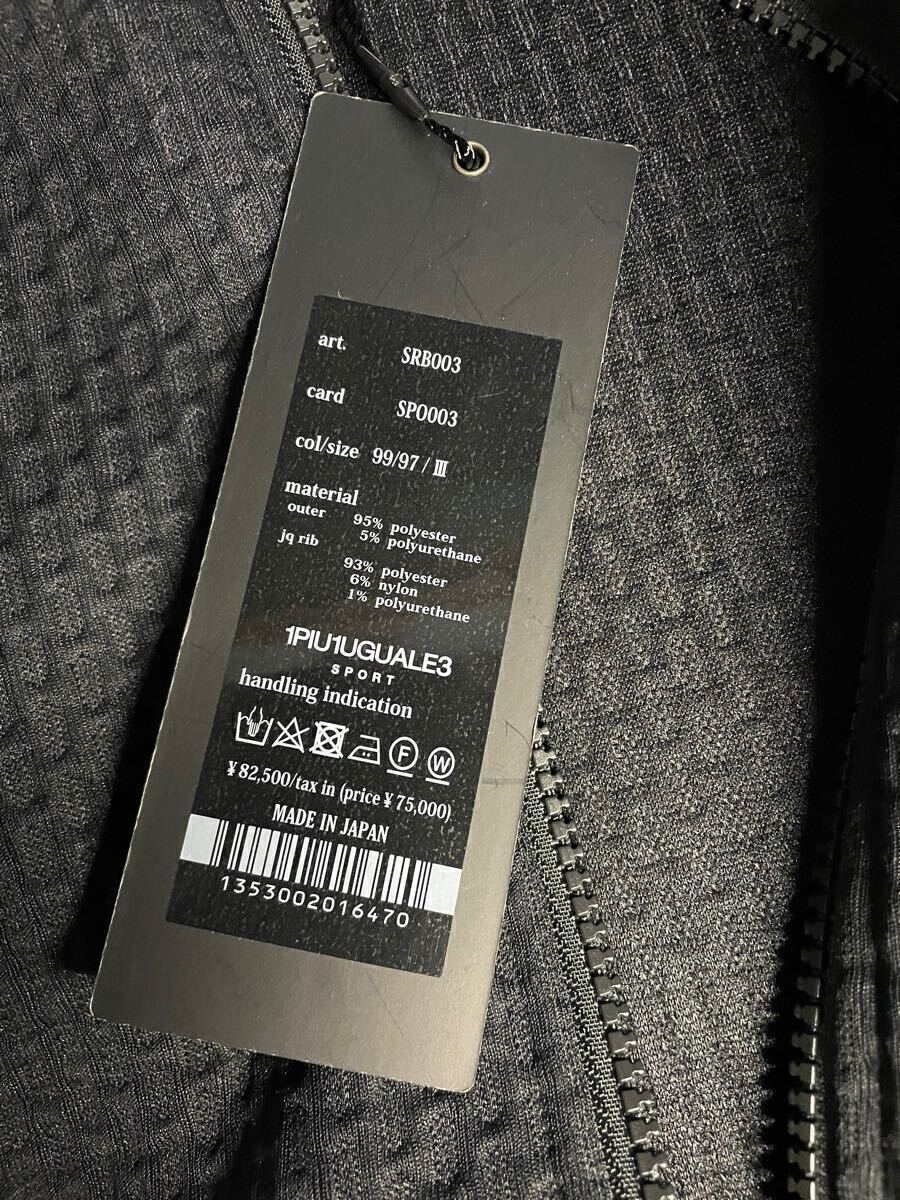 art. SRB003
card SPO003
col/size 99/97 / III
material
outer 95% polyester
5% polyurethane
jq rib
93% polyester
6% nylon
1% polyurethane
1PIU1UGUALE3
SPORT
handling indication
F W
¥82,500/tax in (price ¥75,000)
MADE IN JAPAN
1353002016470